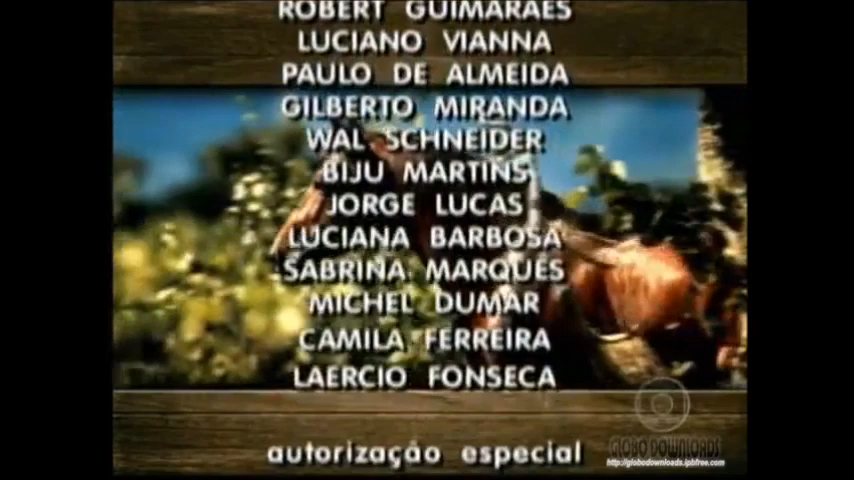 ROBERT GUIMARÃES
LUCIANO VIANNA
PAULO DE ALMEIDA
GILBERTO MIRANDA
WAL SCHNEIDER
BIJU MARTINS
JORGE LUCAS
LUCIANA BARBOSA
SABRINA MARQUES
MICHEL DUMAR
CAMILA FERREIRA
LAERCIO FONSECA
autorização especial
GLOBO DOWNLOADS
http://globodownloads.ipbfree.com